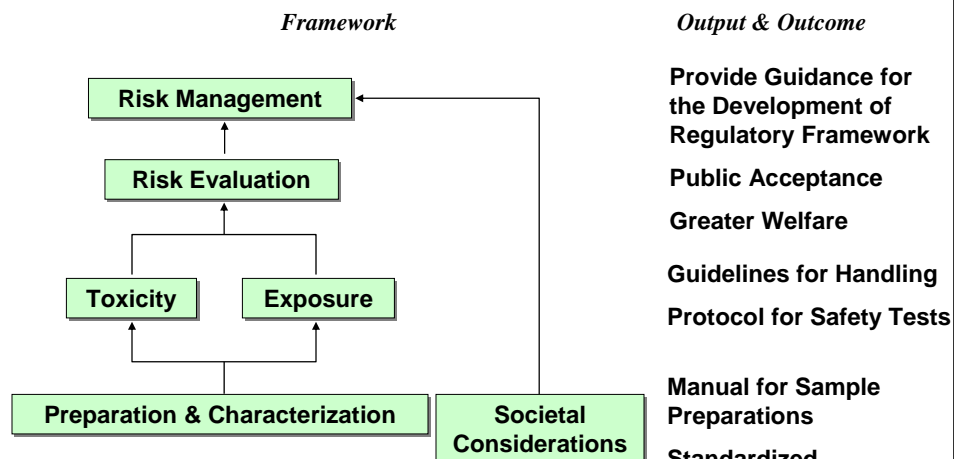 Framework
Output & Outcome
Risk Management
Risk Evaluation
Toxicity
Exposure
Preparation & Characterization
Societal
Considerations
Provide Guidance for
the Development of
Regulatory Framework
Public Acceptance
Greater Welfare
Guidelines for Handling
Protocol for Safety Tests
Manual for Sample
Preparations
Standardized